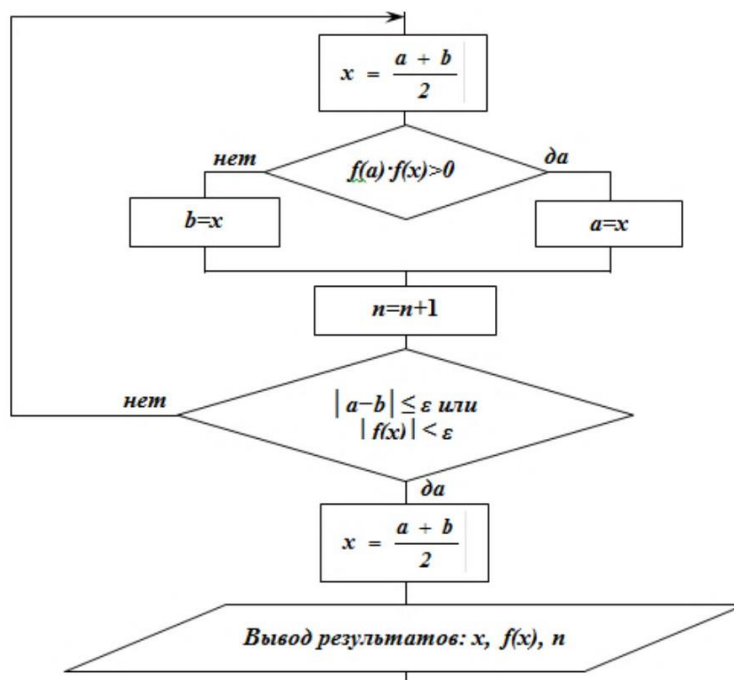 x = a + b
2
нет
да
f(a)·f(x)>0
b=x
a=x
n=n+1
нет
| a−b | ≤ ε или
| f(x) | < ε
да
x = a + b
2
Вывод результатов: x, f(x), n